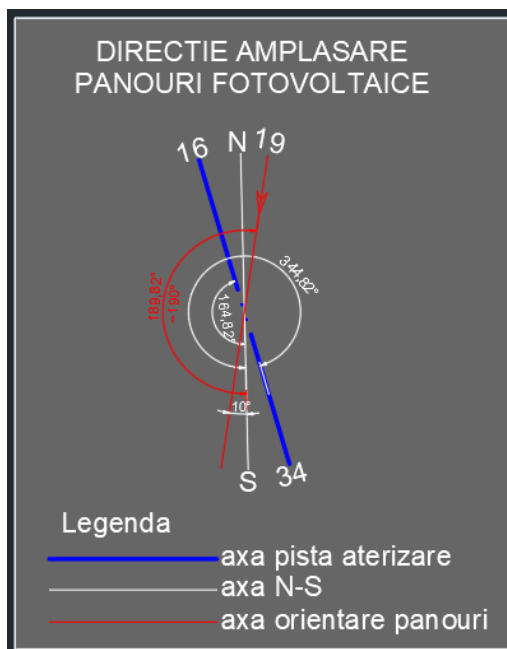 DIRECTIE AMPLASARE
PANOURI FOTOVOLTAICE
16 N 19
344,82°
189,82°
~190°
164,82°
10°
S 34
Legenda
axa pista aterizare
axa N-S
axa orientare panouri